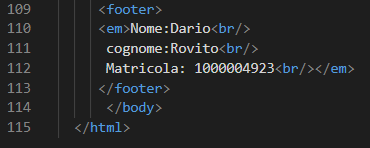 109 <footer>
110 <em>Nome:Dario<br/>
111 cognome:Rovito<br/>
112 Matricola: 1000004923<br/></em>
113 </footer>
114 </body>
115 </html>